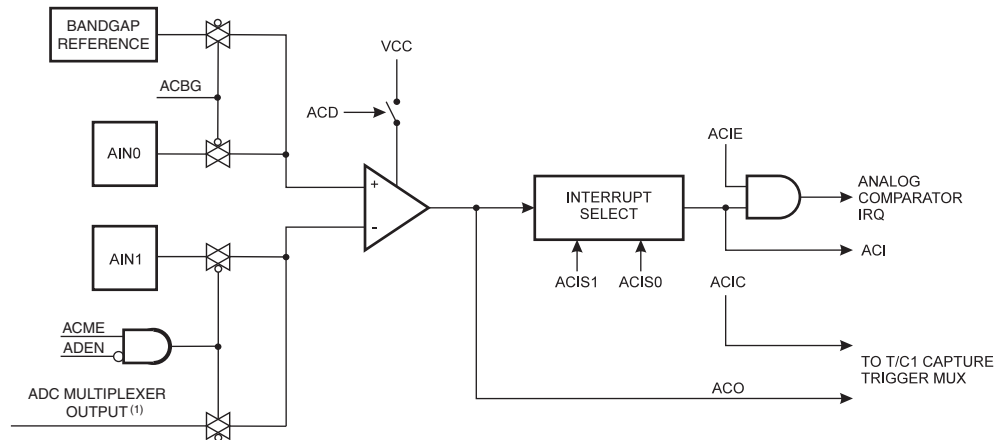 BANDGAP
REFERENCE
ACBG
AIN0
VCC
ACD
+
-
AIN1
ACME
ADEN
ADC MULTIPLEXER
OUTPUT (1)
INTERRUPT
SELECT
ACIS1 ACIS0
ACIE
ANALOG
COMPARATOR
IRQ
ACI
ACIC
TO T/C1 CAPTURE
TRIGGER MUX
ACO